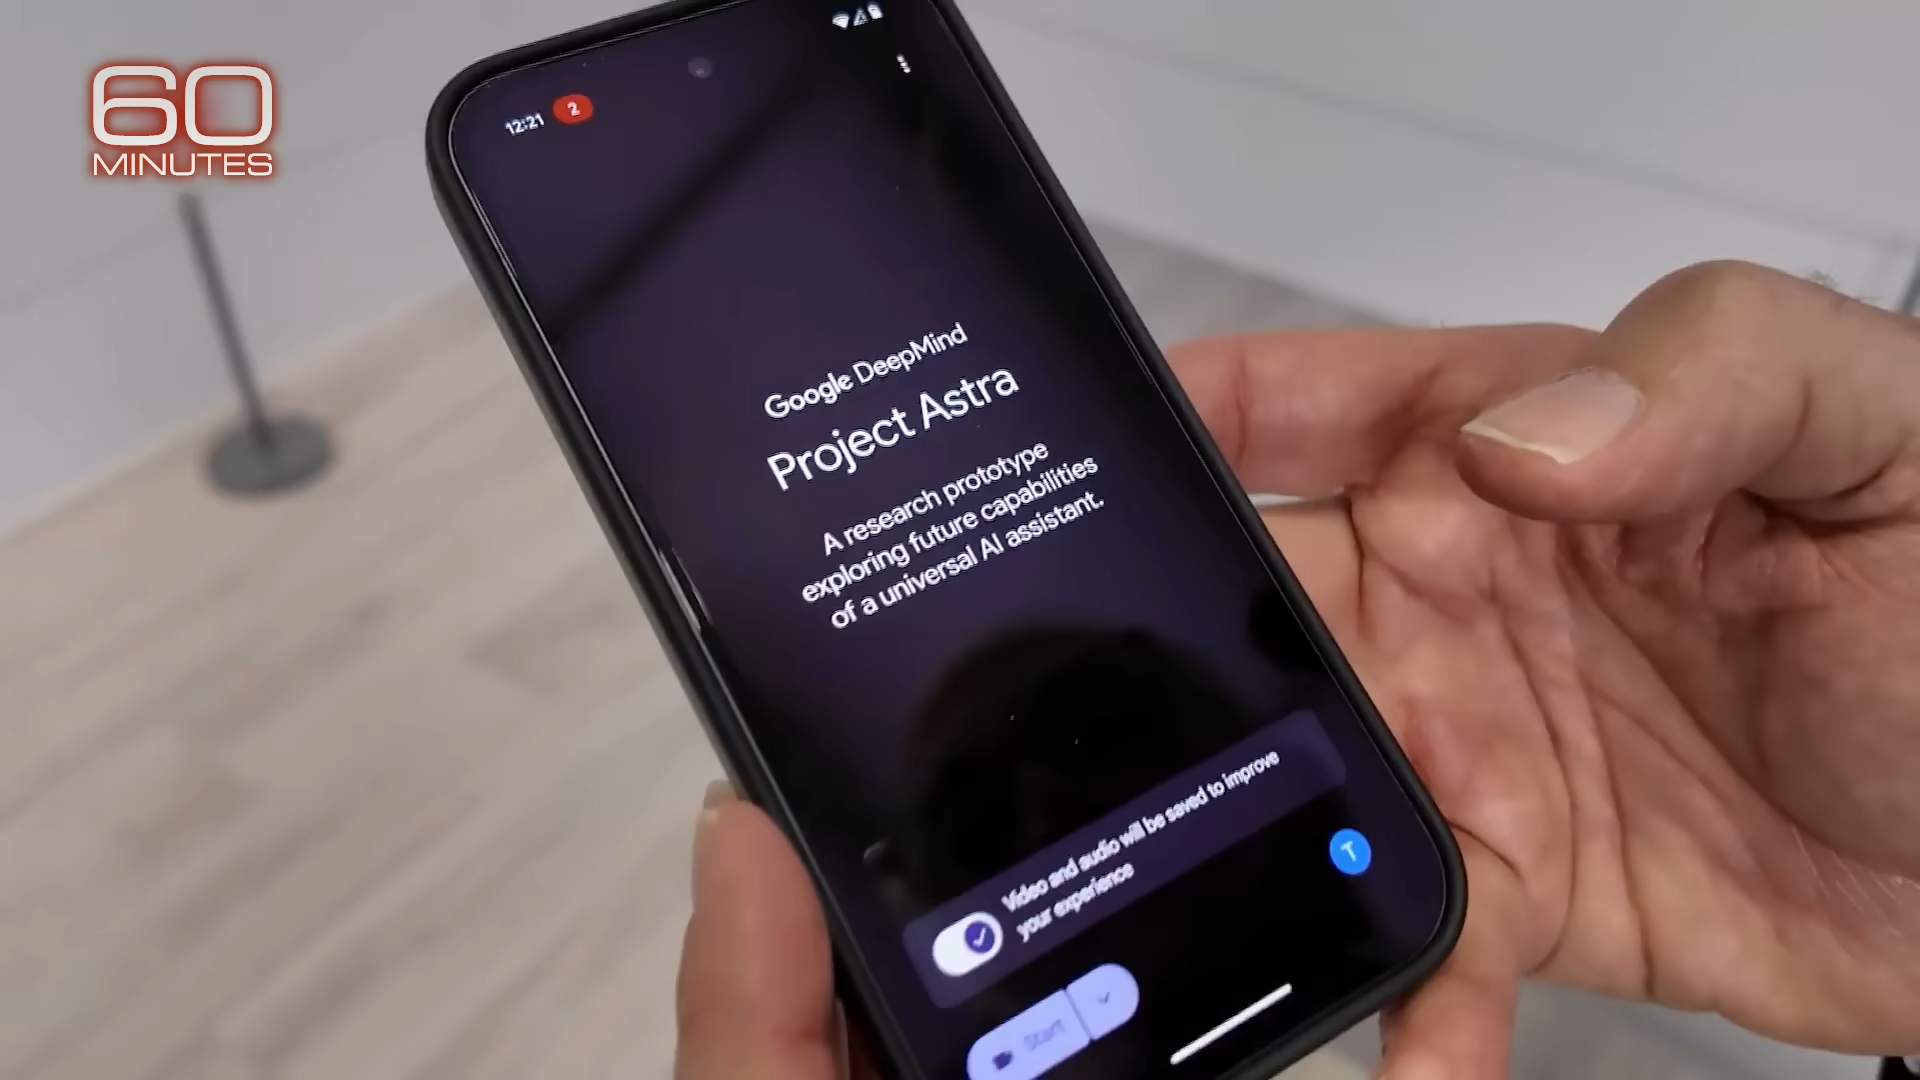 60
MINUTES
12:21 2
Google DeepMind
Project Astra
A research prototype
exploring future capabilities
of a universal AI assistant.
Video and audio will be saved to improve
your experience
T
Start